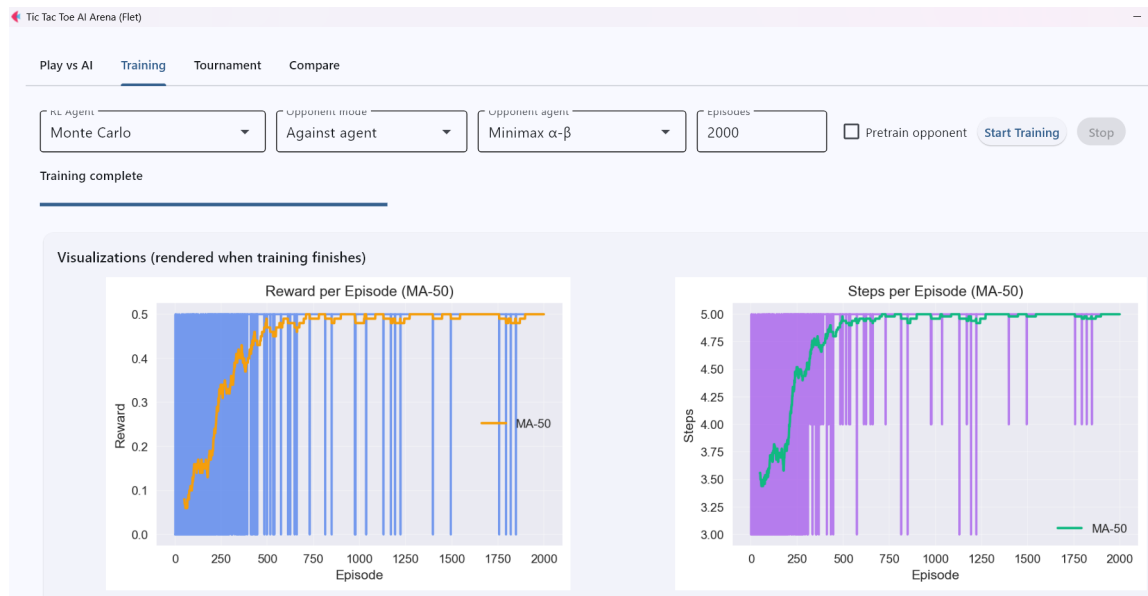 Tic Tac Toe AI Arena (Flet)
Play vs AI Training Tournament Compare
RL Agent Opponent mode Opponent agent Episodes
Monte Carlo Against agent Minimax α-β 2000 Pretrain opponent Start Training Stop
Training complete
Visualizations (rendered when training finishes)
Reward per Episode (MA-50)
0.5
0.4
0.3
0.2
0.1
0.0
Reward
MA-50
0 250 500 750 1000 1250 1500 1750 2000
Episode
Steps per Episode (MA-50)
5.00
4.75
4.50
4.25
4.00
3.75
3.50
3.25
3.00
Steps
MA-50
0 250 500 750 1000 1250 1500 1750 2000
Episode